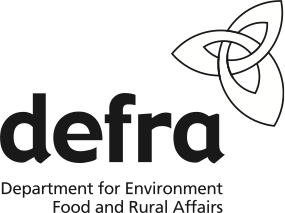 defra
Department for Environment
Food and Rural Affairs